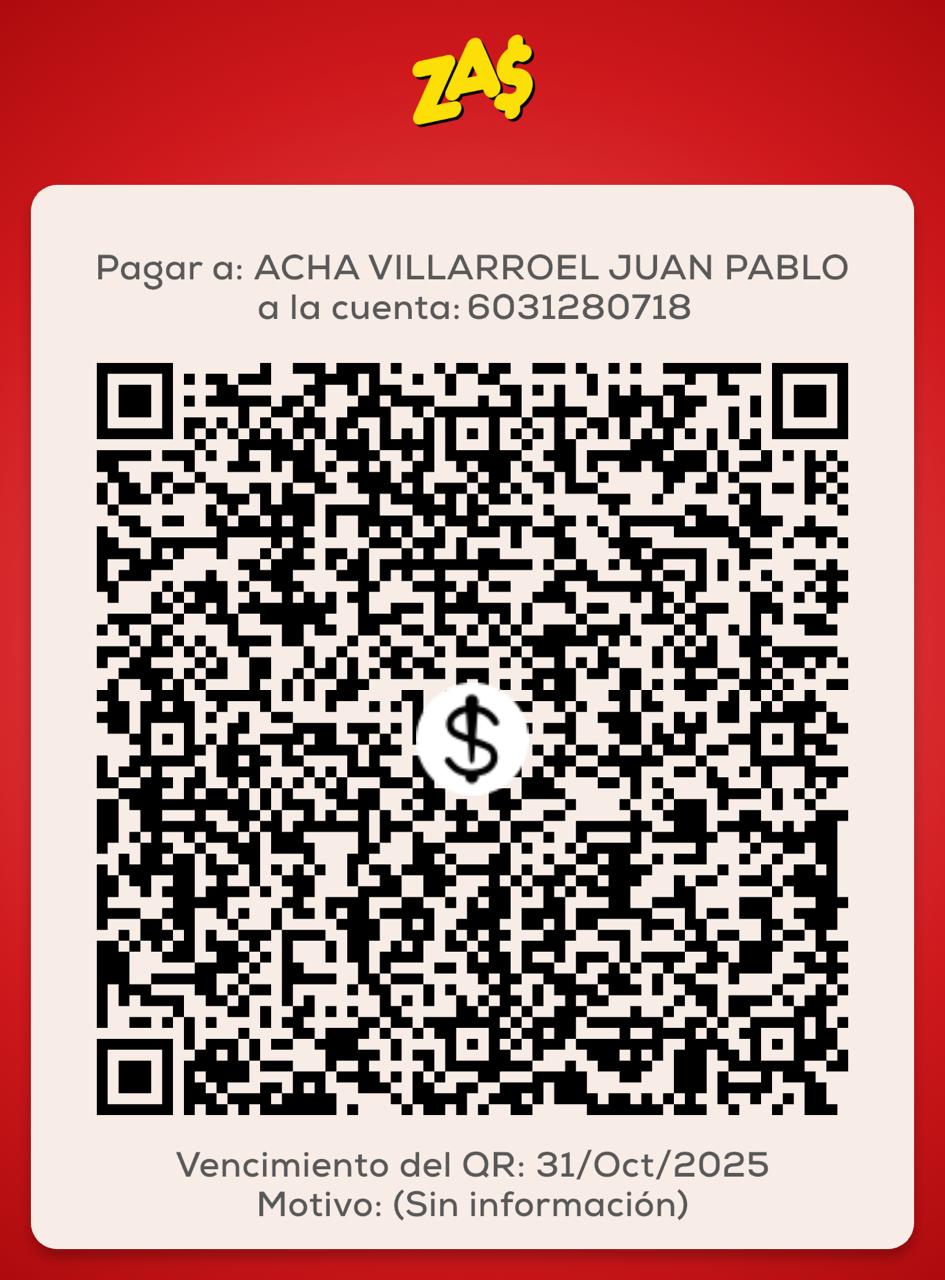 ZA$
Pagar a: ACHA VILLARROEL JUAN PABLO
a la cuenta: 6031280718
$
Vencimiento del QR: 31/Oct/2025
Motivo: (Sin información)